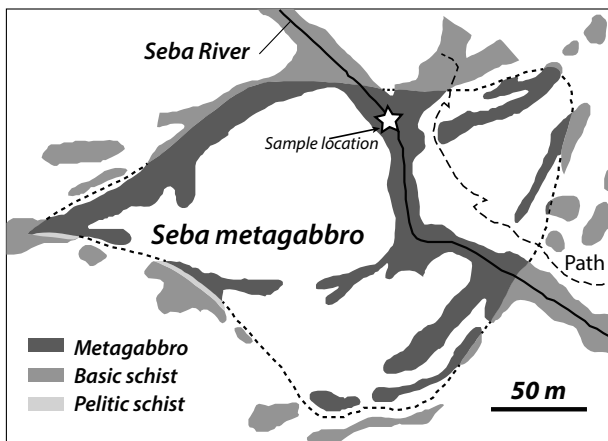 Seba River
Sample location
Seba metagabbro
Path
Metagabbro
Basic schist
Pelitic schist
50 m